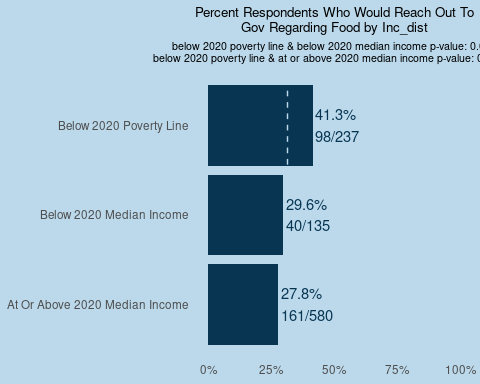 Percent Respondents Who Would Reach Out To
Gov Regarding Food by Inc_dist
below 2020 poverty line & below 2020 median income p-value: 0.
below 2020 poverty line & at or above 2020 median income p-value:
Below 2020 Poverty Line
41.3%
98/237
Below 2020 Median Income
29.6%
40/135
At Or Above 2020 Median Income
27.8%
161/580
0%
25%
50%
75%
100%